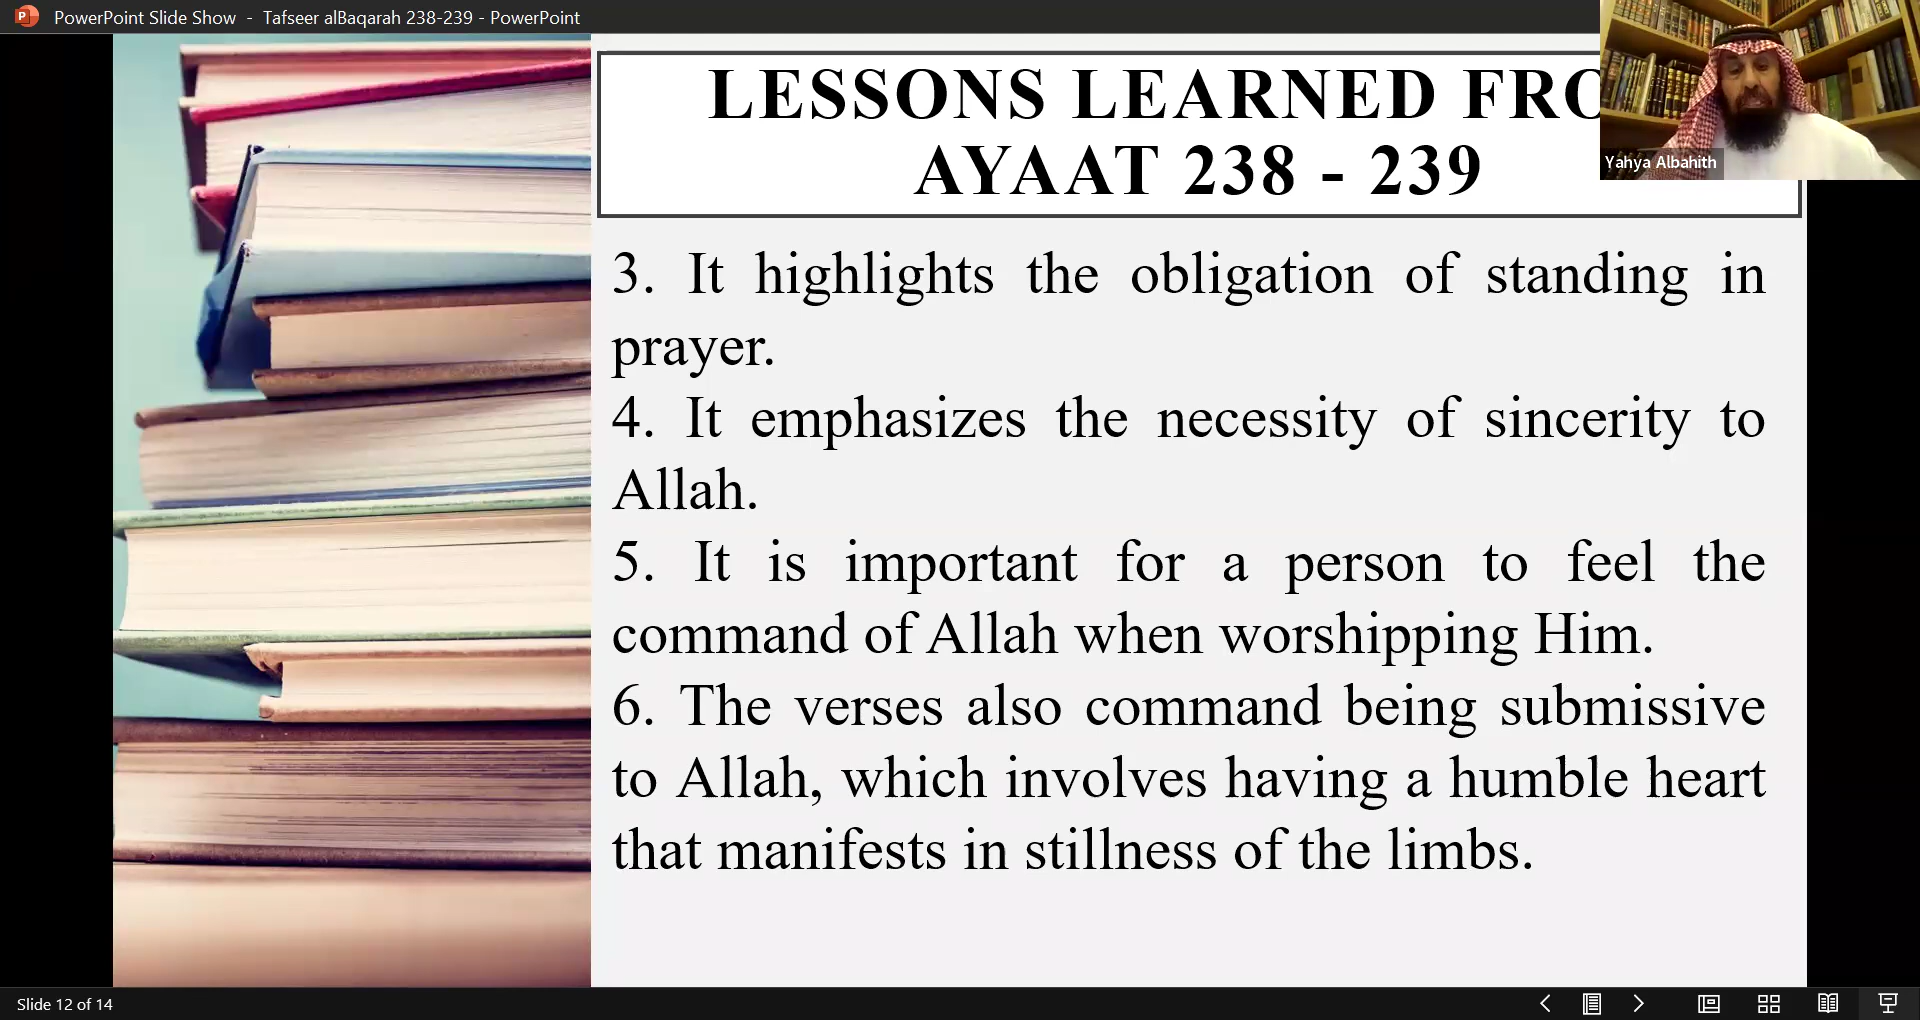 PowerPoint Slide Show - Tafseer alBaqarah 238-239 - PowerPoint
LESSONS LEARNED
AYAAT 238 - 239
Yahya Albahith
3. It highlights the obligation of standing in
prayer.
4. It emphasizes the necessity of sincerity to
Allah.
5. It is important for a person to feel the
command of Allah when worshipping Him.
6. The verses also command being submissive
to Allah, which involves having a humble heart
that manifests in stillness of the limbs.
Slide 12 of 14